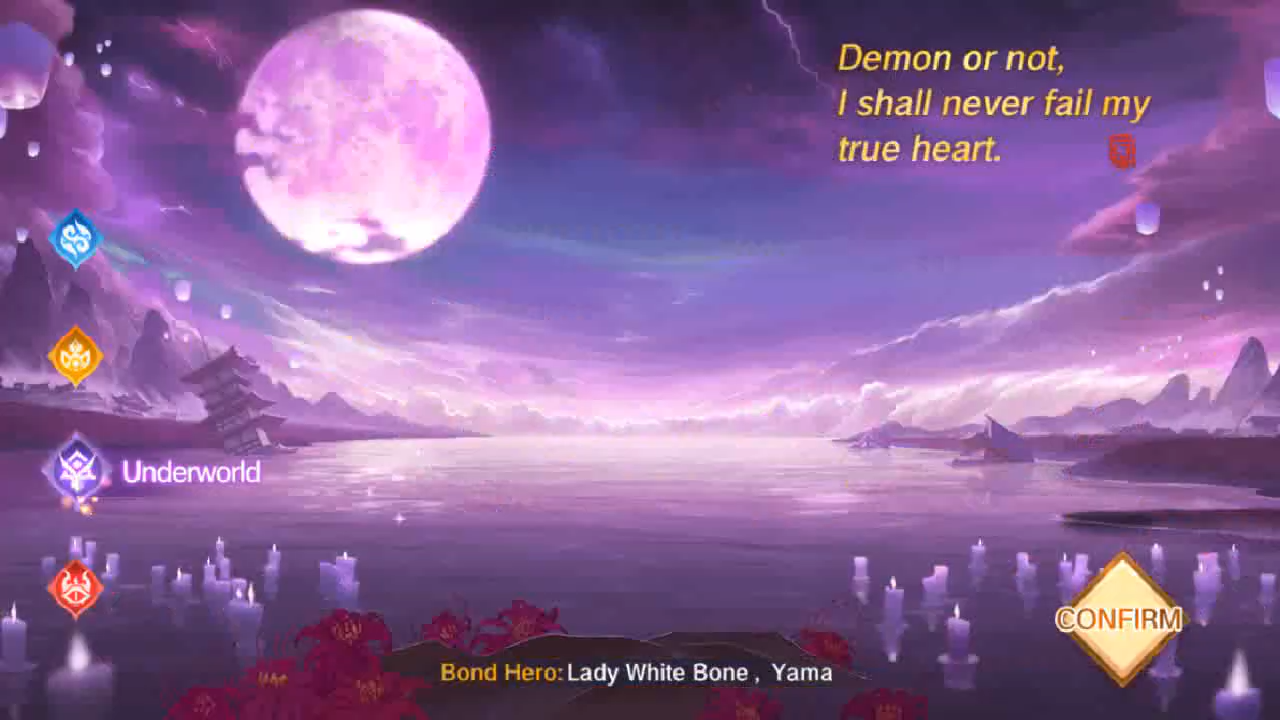 Demon or not,
I shall never fail my
true heart.
Underworld
CONFIRM
Bond Hero: Lady White Bone , Yama